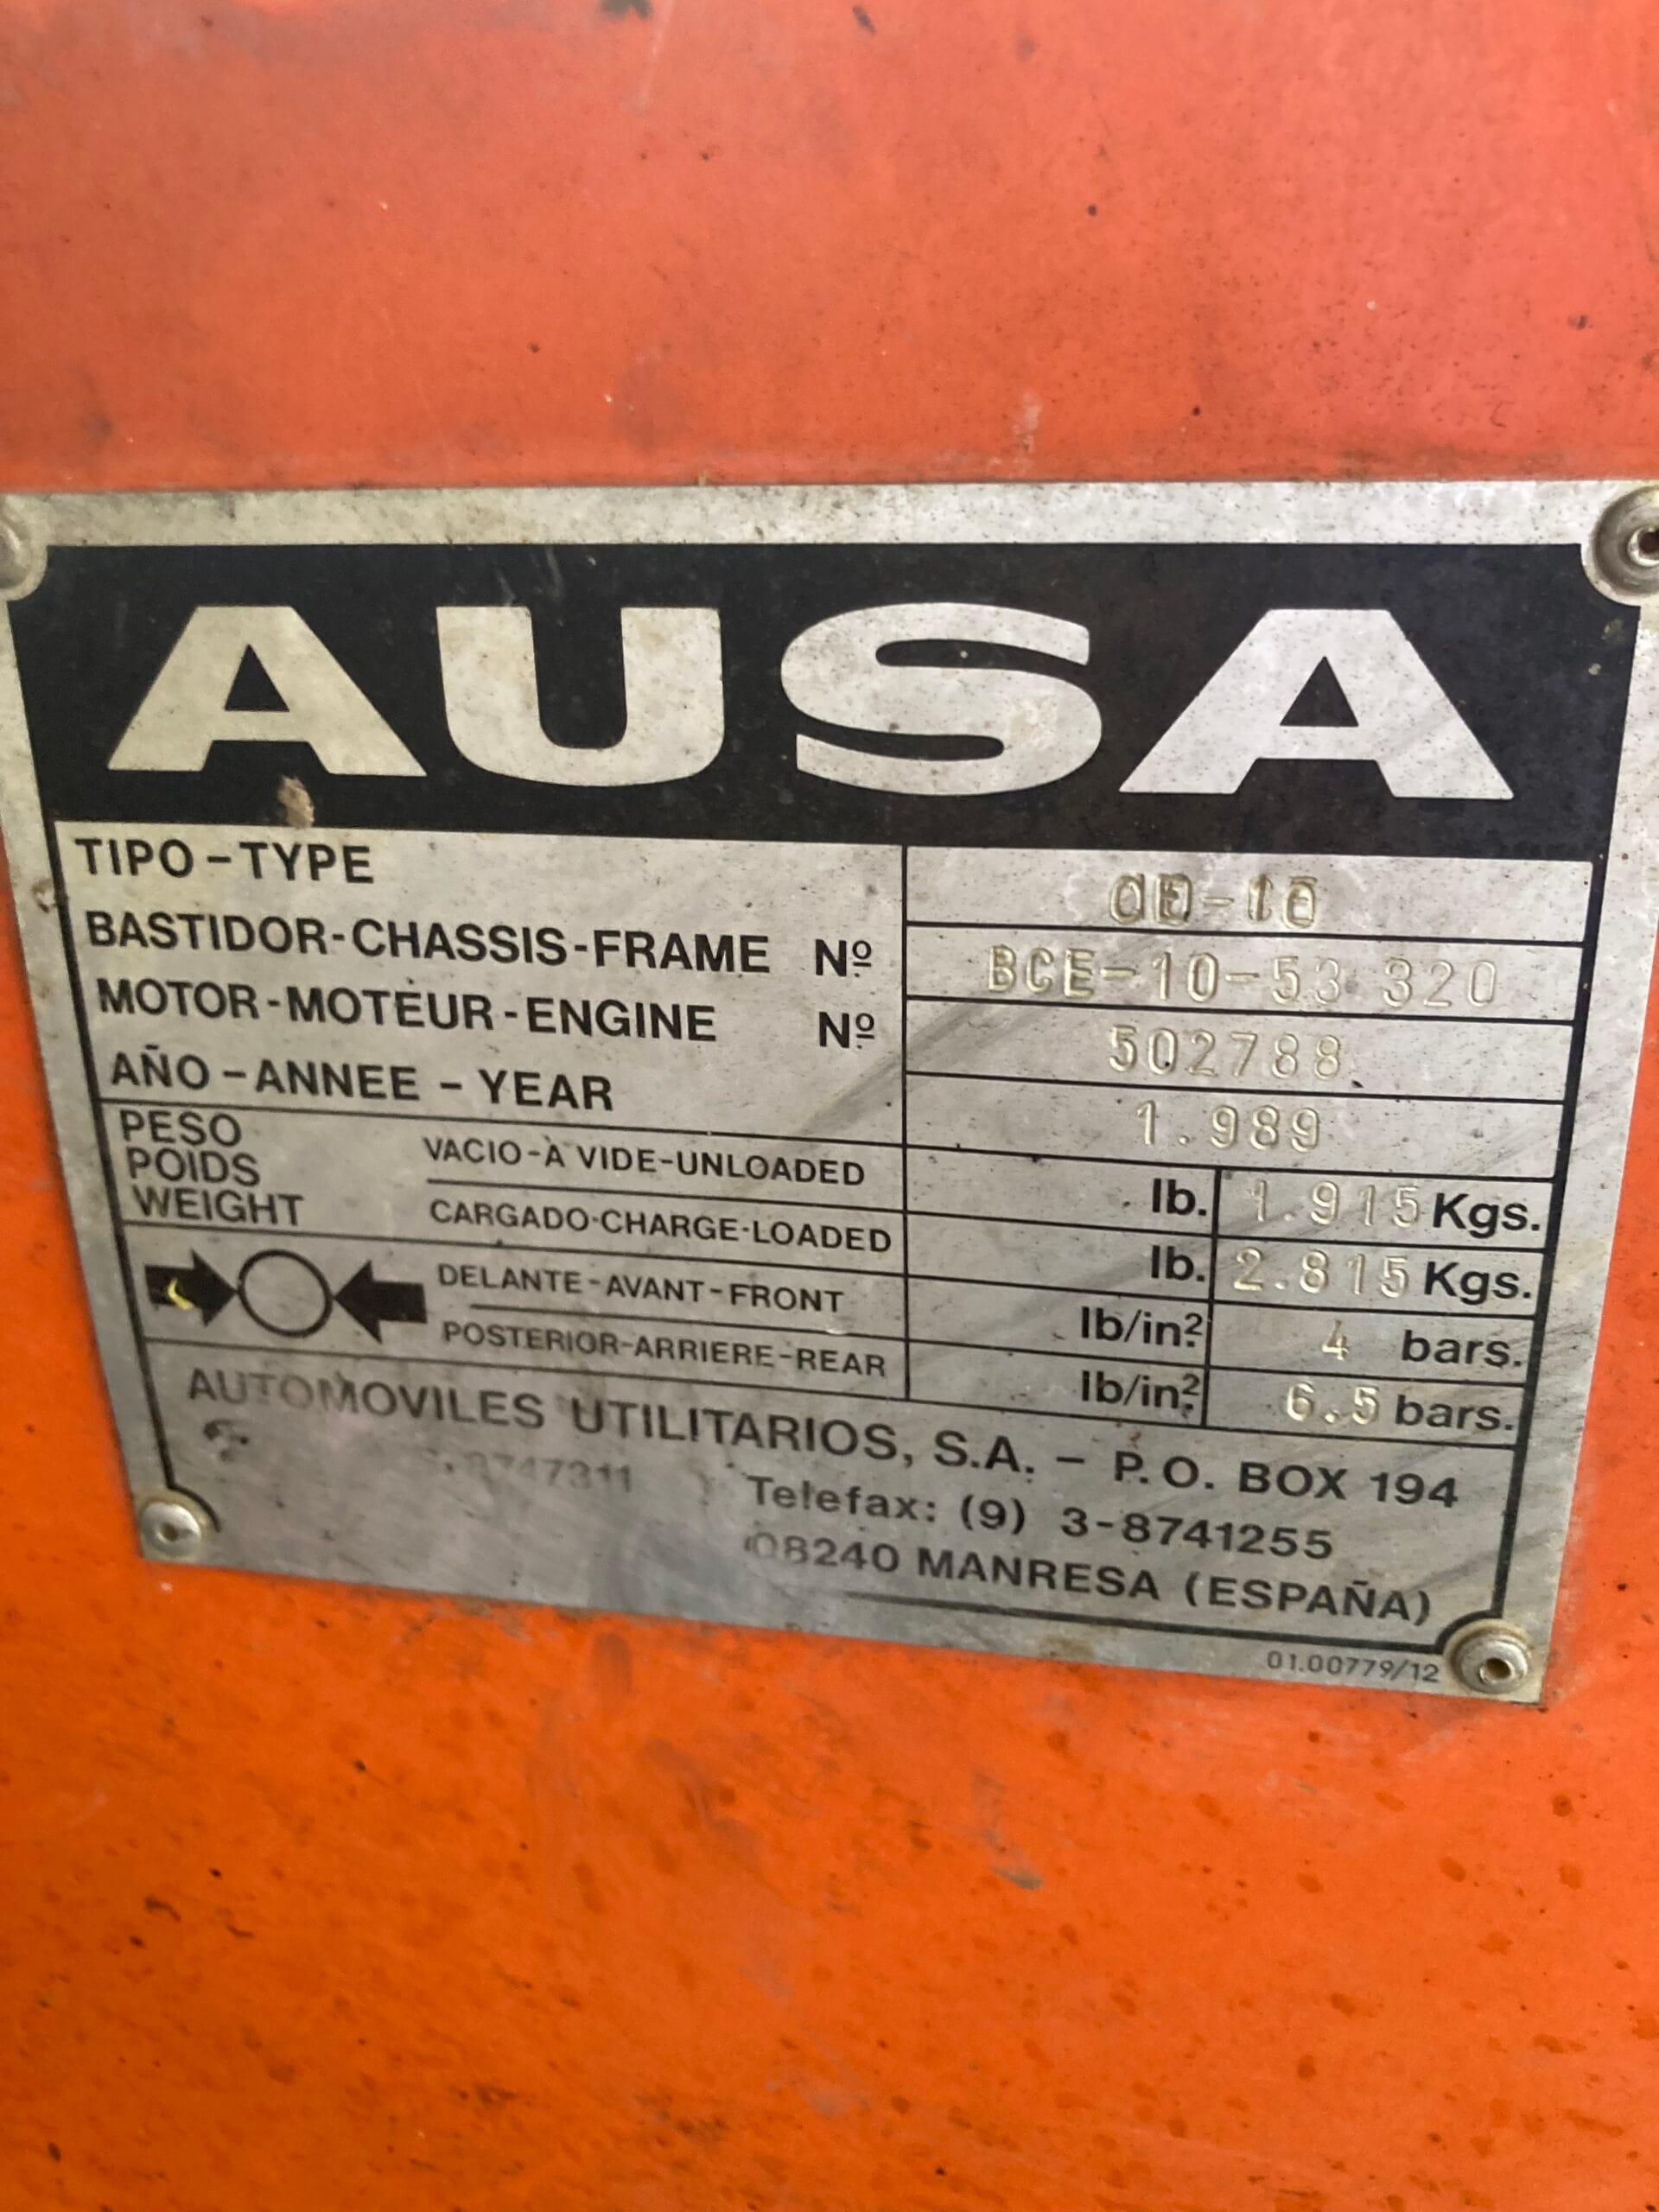 AUSA
TIPO-TYPE
BASTIDOR-CHASSIS-FRAME Nº BCE-10-53 320
MOTOR-MOTEUR-ENGINE Nº 502788
AÑO-ANNEE-YEAR 1.989
PESO
POIDS
WEIGHT
VACIO-À VIDE-UNLOADED lb. 1.915 Kgs.
CARGADO-CHARGE-LOADED lb. 2.815 Kgs.
DELANTE-AVANT-FRONT lb/in² 4 bars.
POSTERIOR-ARRIERE-REAR lb/in² 6.5 bars.
AUTOMOVILES UTILITARIOS, S.A. - P.O. BOX 194
Telefax: (9) 3-8741255
08240 MANRESA (ESPAÑA)
01.00779/12